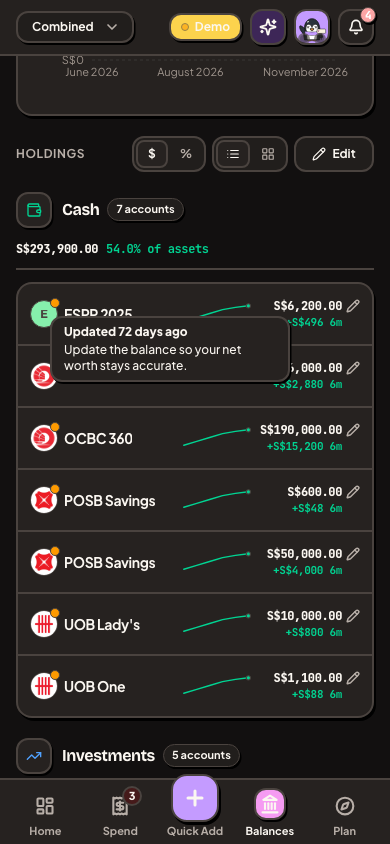 Combined
Demo
4
S$0
June 2026
August 2026
November 2026
HOLDINGS
$
%
Edit
Cash
7 accounts
S$293,900.00 54.0% of assets
E
ESPP 2025
S$6,200.00
+S$496 6m
Updated 72 days ago
Update the balance so your net
worth stays accurate.
6,000.00
+S$2,880 6m
OCBC 360
S$190,000.00
+S$15,200 6m
POSB Savings
S$600.00
+S$48 6m
POSB Savings
S$50,000.00
+S$4,000 6m
UOB Lady's
S$10,000.00
+S$800 6m
UOB One
S$1,100.00
+S$88 6m
Investments
5 accounts
Home
3
Spend
Quick Add
Balances
Plan